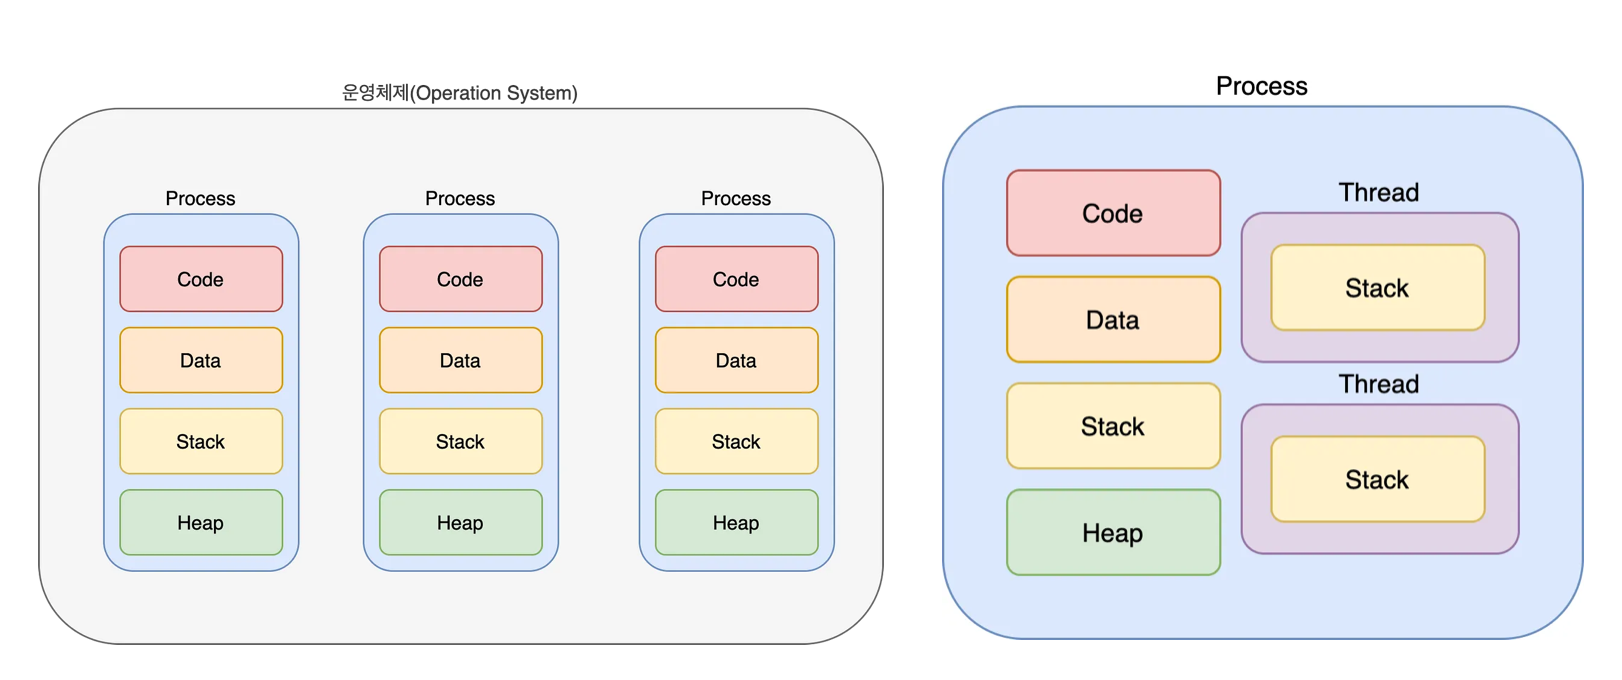 운영체제(Operation System)
Process
Code
Data
Stack
Heap
Process
Code
Data
Stack
Heap
Process
Code
Data
Stack
Heap
Process
Code
Data
Stack
Heap
Thread
Stack
Thread
Stack